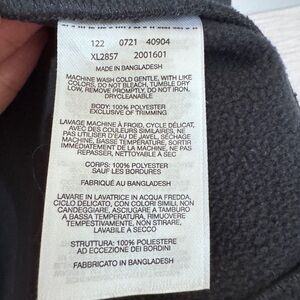 122 0721 40904
XL2857 2001601
MADE IN BANGLADESH
MACHINE WASH COLD GENTLE, WITH LIKE
COLORS, DO NOT BLEACH, TUMBLE DRY
LOW, REMOVE PROMPTLY, DO NOT IRON,
DRYCLEANABLE
BODY: 100% POLYESTER
EXCLUSIVE OF TRIMMING
LAVAGE MACHINE À FROID, CYCLE DÉLICAT,
AVEC DES COULEURS SIMILAIRES, NE
PAS UTILISER D'EAU DE JAVEL, SÉCHAGE
MACHINE, BASSE TEMPÉRATURE, SORTIR
IMMÉDIATEMENT DE LA MACHINE, NE PAS
REPASSER, NETTOYABLE A SEC
CORPS: 100% POLYESTER
SAUF LES BORDURES
FABRIQUÉ AU BANGLADESH
LAVARE IN LAVATRICE IN ACQUA FREDDA,
CICLO DELICATO, CON COLORI SIMILI, NON
CANDEGGIARE, ASCIUGARE A TAMBURO
A BASSA TEMPERATURA, RIMUOVERE
TEMPESTIVAMENTE, NON STIRARE,
LAVABILE A SECCO
STRUTTURA: 100% POLIESTERE
AD ECCEZIONE DEI BORDINI
FABBRICATO IN BANGLADESH